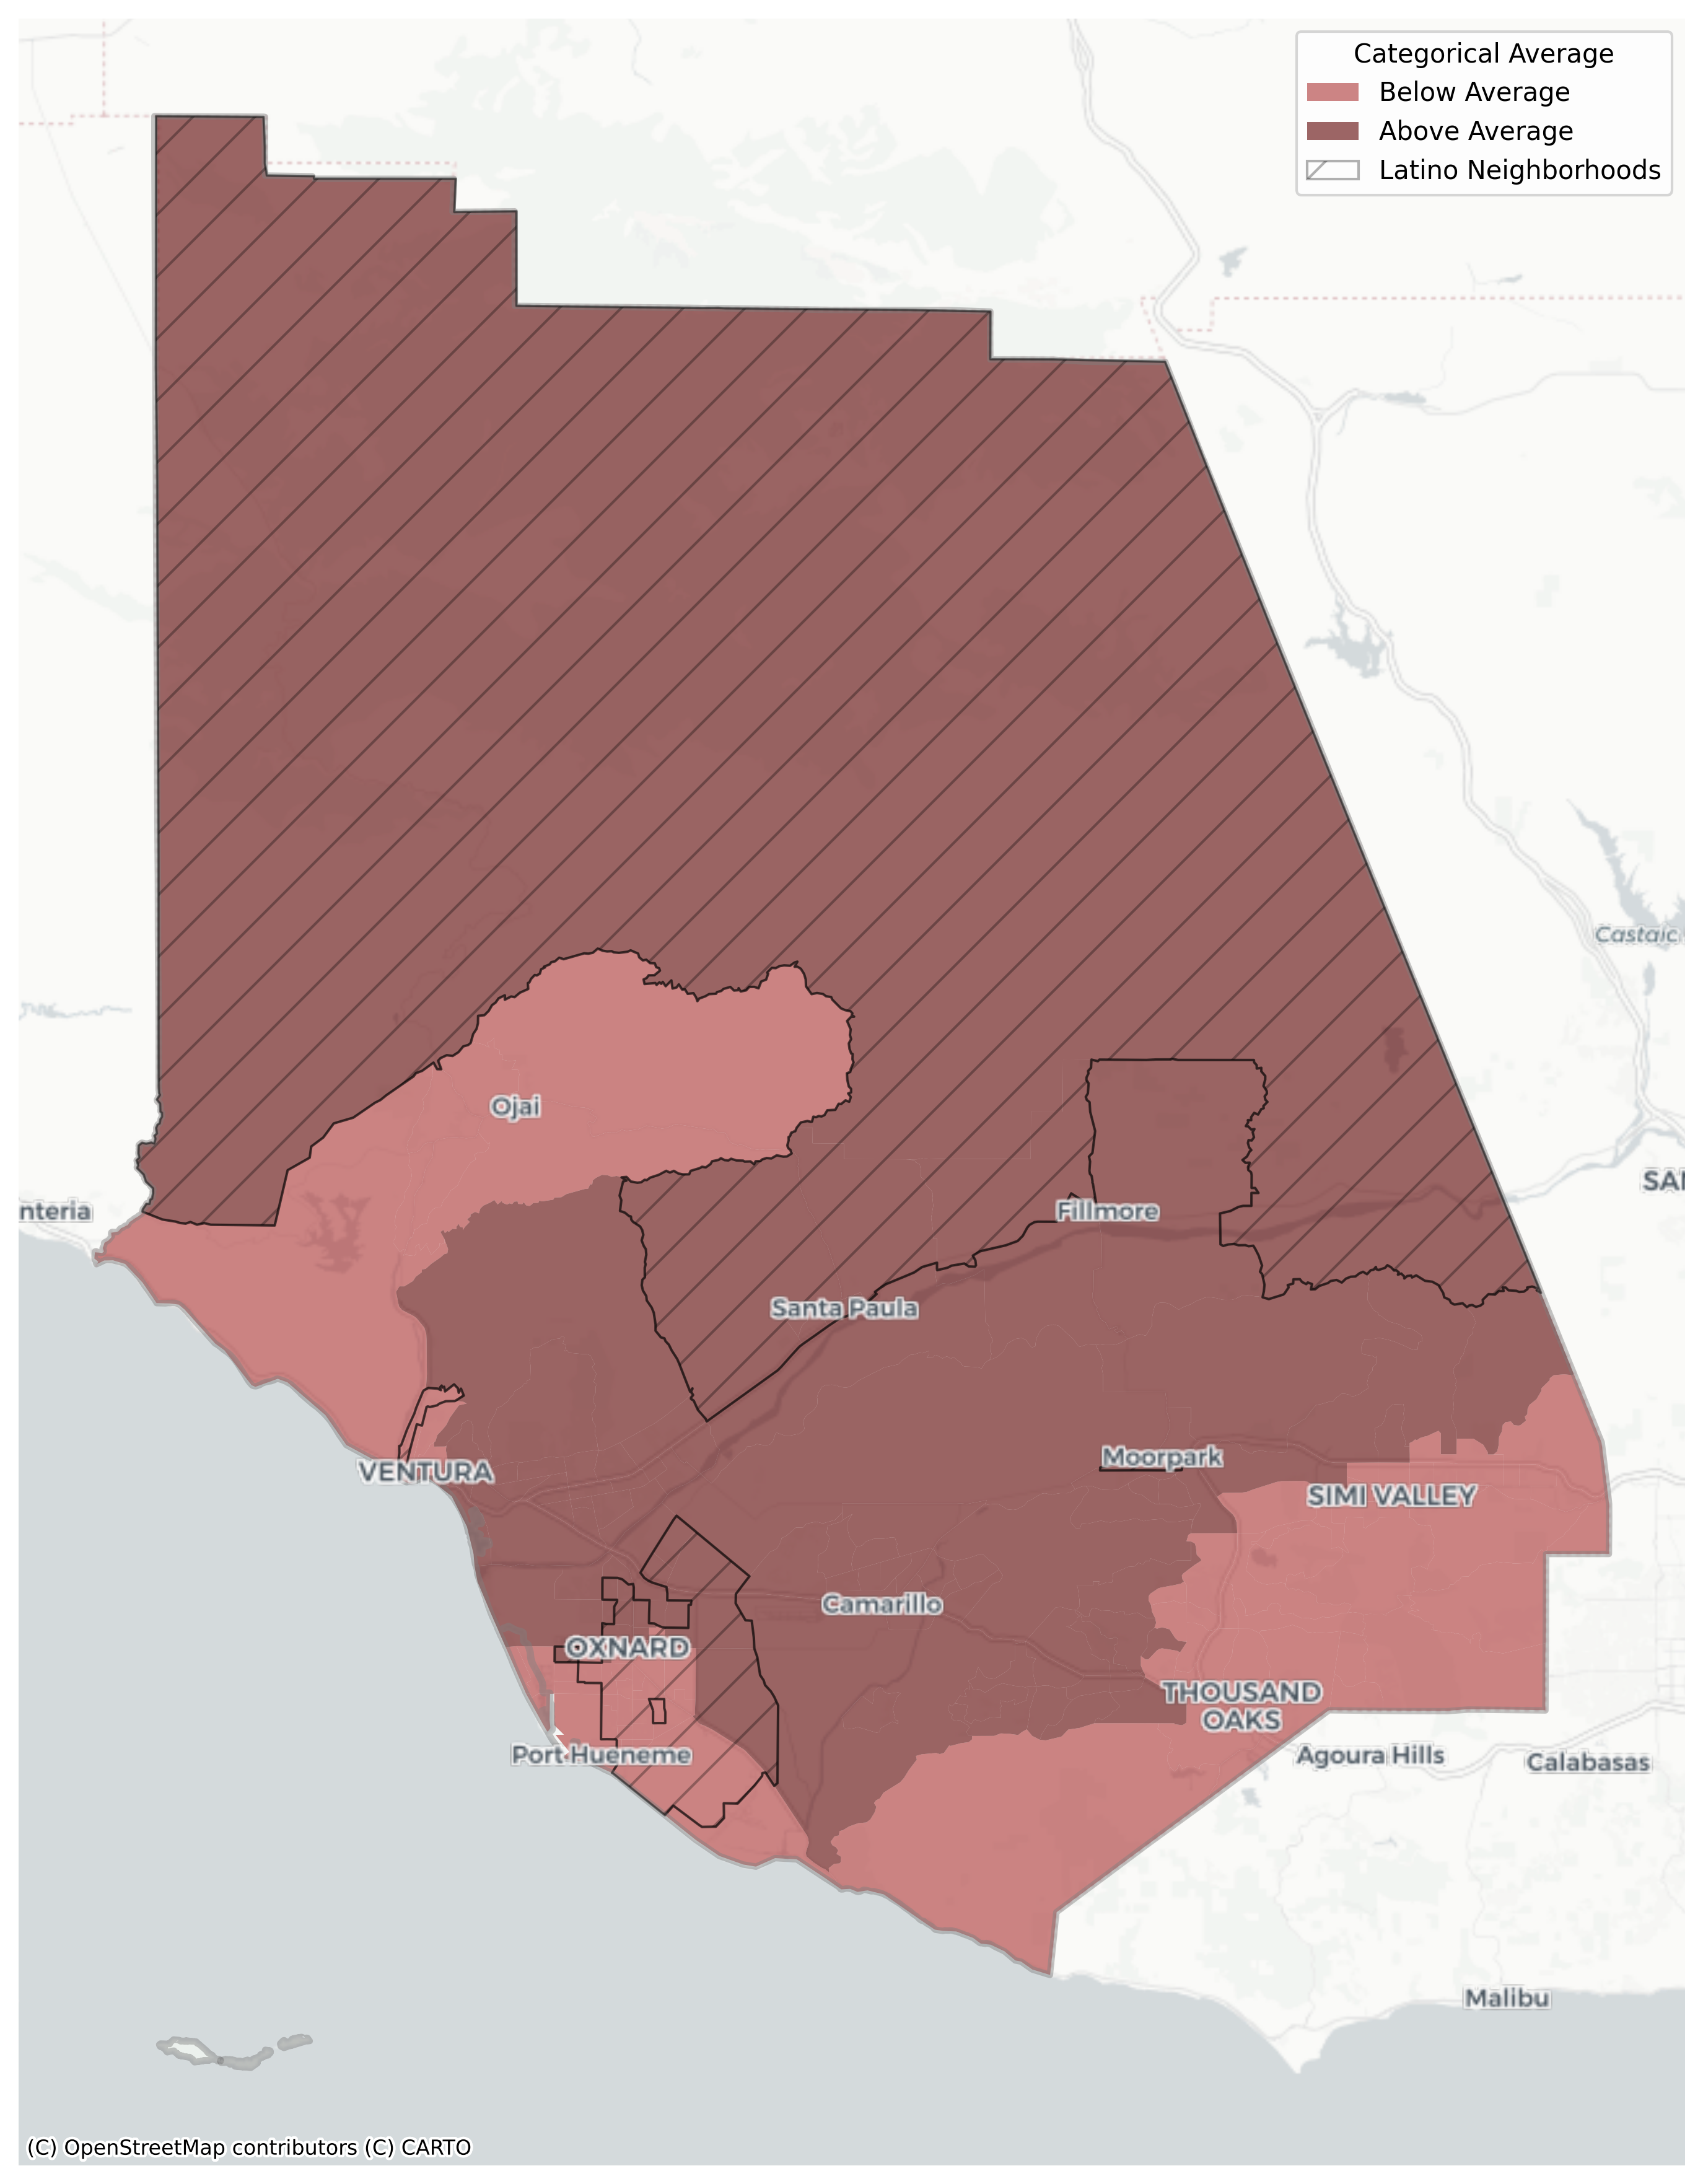 Categorical Average
Below Average
Above Average
Latino Neighborhoods
Castaic
Ojai
SAN
nteria
Fillmore
Santa Paula
Moorpark
VENTURA
SIMI VALLEY
Camarillo
OXNARD
THOUSAND
OAKS
Port Hueneme
Agoura Hills
Calabasas
Malibu
(C) OpenStreetMap contributors (C) CARTO